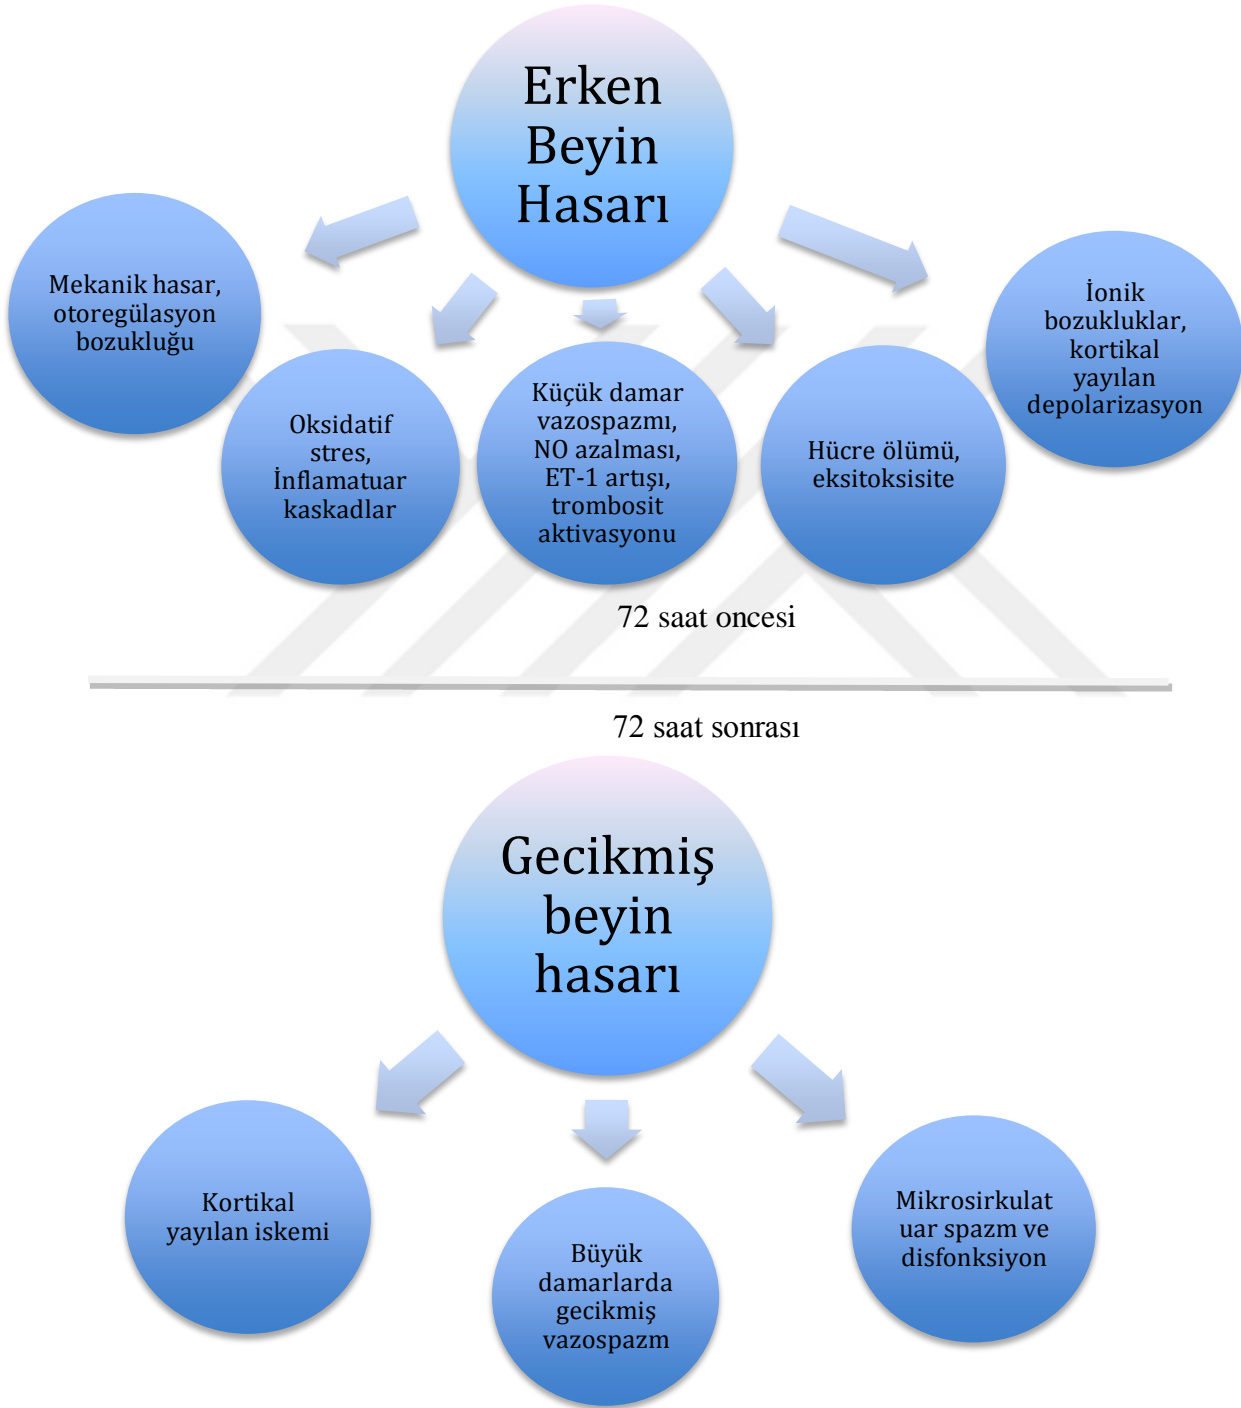 Erken
Beyin
Hasarı
Mekanik hasar,
otoregülasyon
bozukluğu
Oksidatif
stres,
İnflamatuar
kaskadlar
Küçük damar
vazospazmı,
NO azalması,
ET-1 artışı,
trombosit
aktivasyonu
Hücre ölümü,
eksitoksisite
İonik
bozukluklar,
kortikal
yayılan
depolarizasyon
72 saat oncesi
72 saat sonrası
Gecikmiş
beyin
hasarı
Kortikal
yayılan iskemi
Büyük
damarlarda
gecikmiş
vazospazm
Mikrosirkulat
uar spazm ve
disfonksiyon